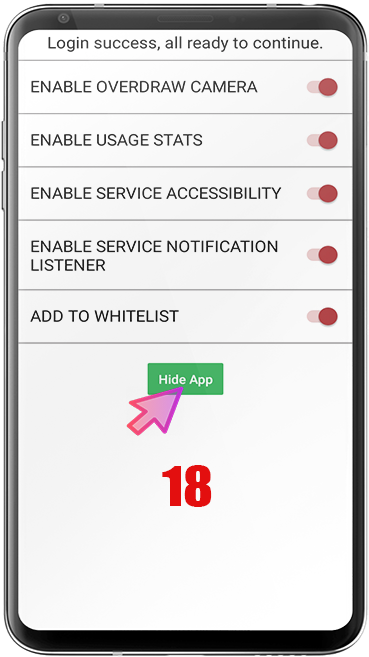 Login success, all ready to continue.
ENABLE OVERDRAW CAMERA
ENABLE USAGE STATS
ENABLE SERVICE ACCESSIBILITY
ENABLE SERVICE NOTIFICATION
LISTENER
ADD TO WHITELIST
Hide App
18